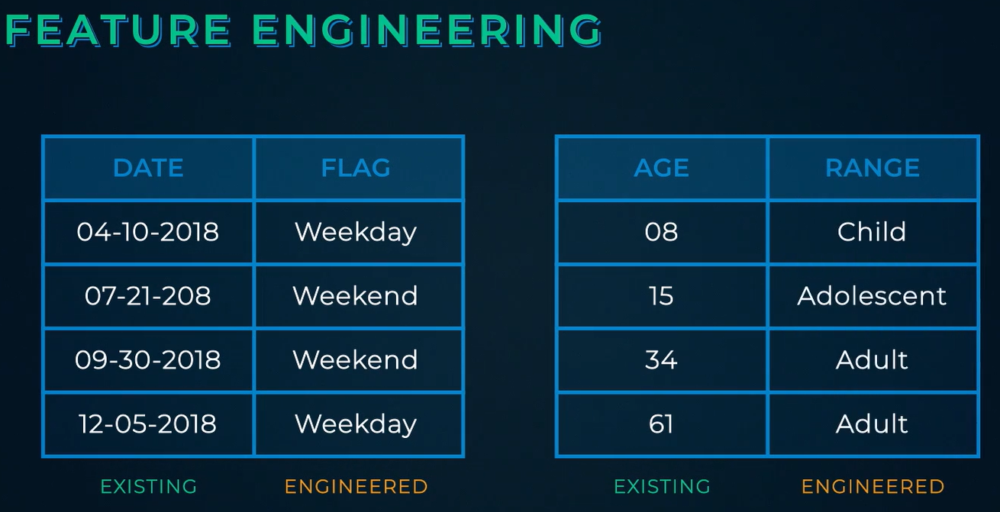 FEATURE ENGINEERING
DATE FLAG
04-10-2018 Weekday
07-21-208 Weekend
09-30-2018 Weekend
12-05-2018 Weekday
EXISTING ENGINEERED
AGE RANGE
08 Child
15 Adolescent
34 Adult
61 Adult
EXISTING ENGINEERED